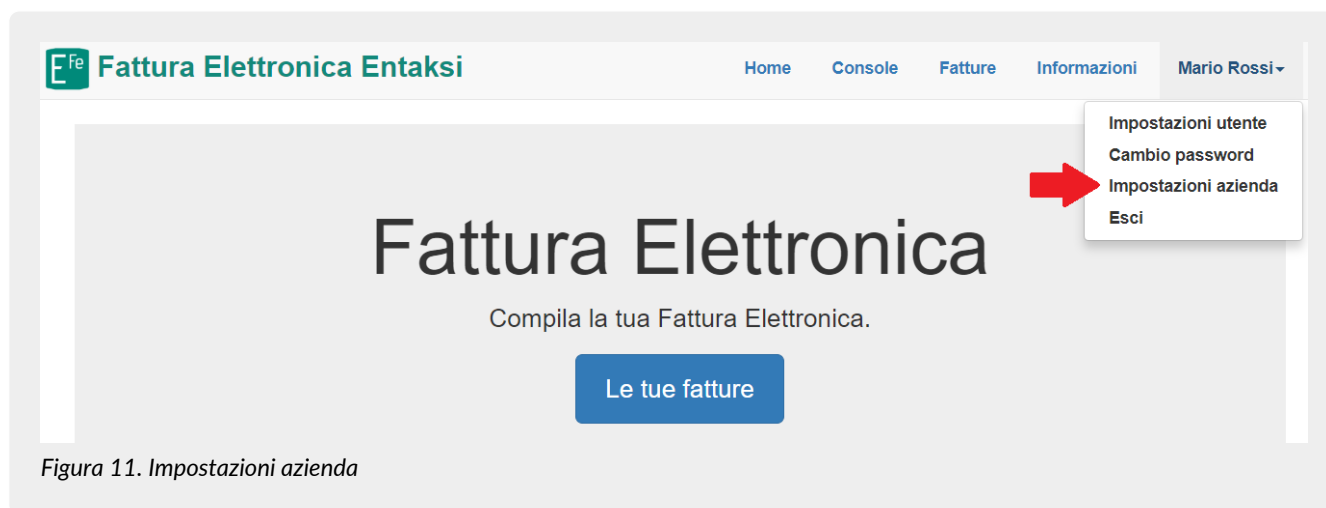 EFe Fattura Elettronica Entaksi Home Console Fatture Informazioni Mario Rossi
Impostazioni utente
Cambio password
Impostazioni azienda
Esci
Fattura Elettronica
Compila la tua Fattura Elettronica.
Le tue fatture
Figura 11. Impostazioni azienda